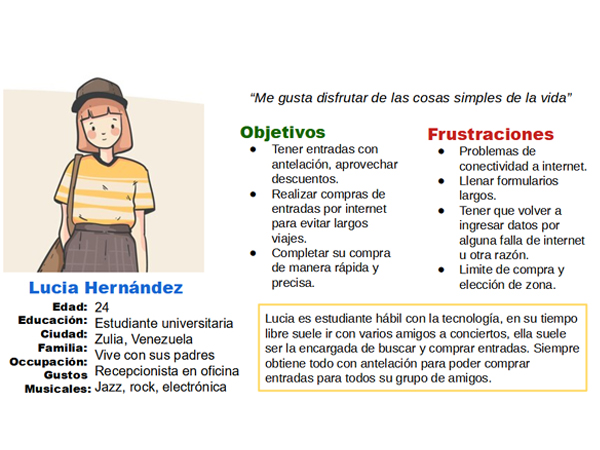 “Me gusta disfrutar de las cosas simples de la vida”
Objetivos
● Tener entradas con
antelación, aprovechar
descuentos.
● Realizar compras de
entradas por internet
para evitar largos
viajes.
● Completar su compra
de manera rápida y
precisa.
Frustraciones
● Problemas de
conectividad a internet.
● Llenar formularios
largos.
● Tener que volver a
ingresar datos por
alguna falla de internet
u otra razón.
● Limite de compra y
elección de zona.
Lucia Hernández
Edad: 24
Educación: Estudiante universitaria
Ciudad: Zulia, Venezuela
Familia: Vive con sus padres
Occupación: Recepcionista en oficina
Gustos
Musicales: Jazz, rock, electrónica
Lucia es estudiante hábil con la tecnología, en su tiempo
libre suele ir con varios amigos a conciertos, ella suele
ser la encargada de buscar y comprar entradas. Siempre
obtiene todo con antelación para poder comprar
entradas para todos su grupo de amigos.